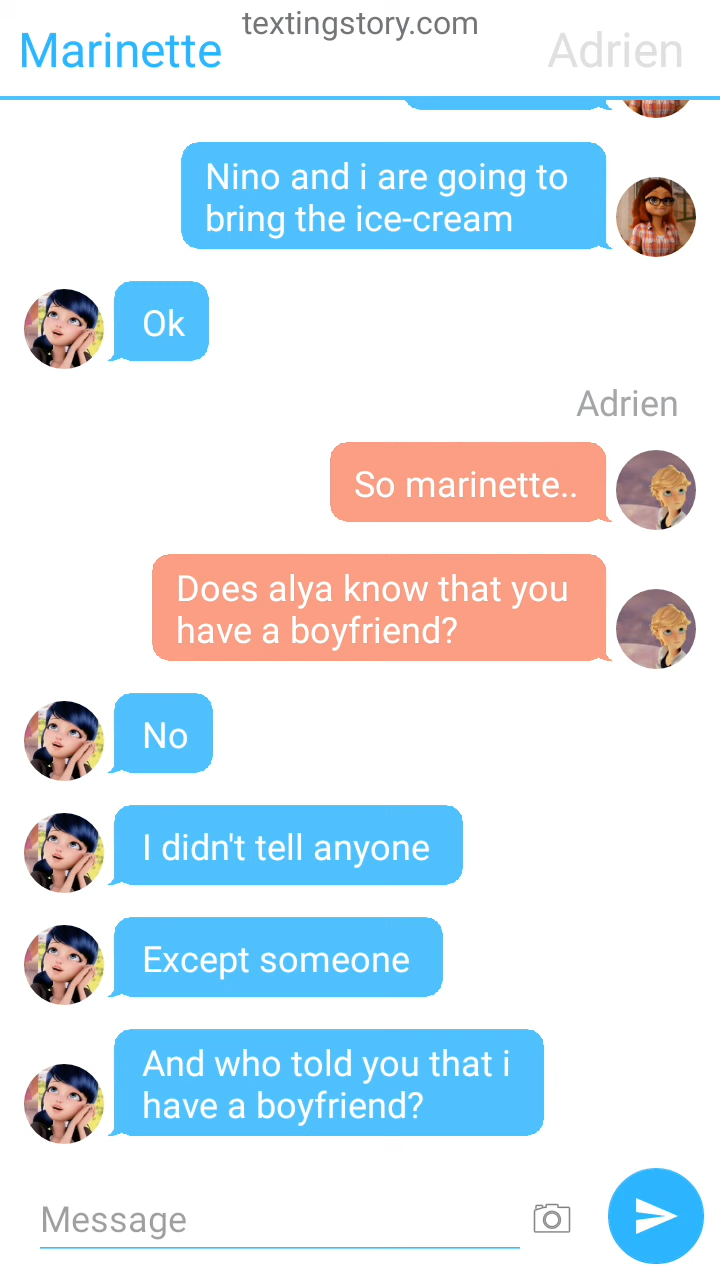 textingstory.com
Marinette
Adrien
Nino and i are going to
bring the ice-cream
Ok
Adrien
So marinette..
Does alya know that you
have a boyfriend?
No
I didn't tell anyone
Except someone
And who told you that i
have a boyfriend?
Message